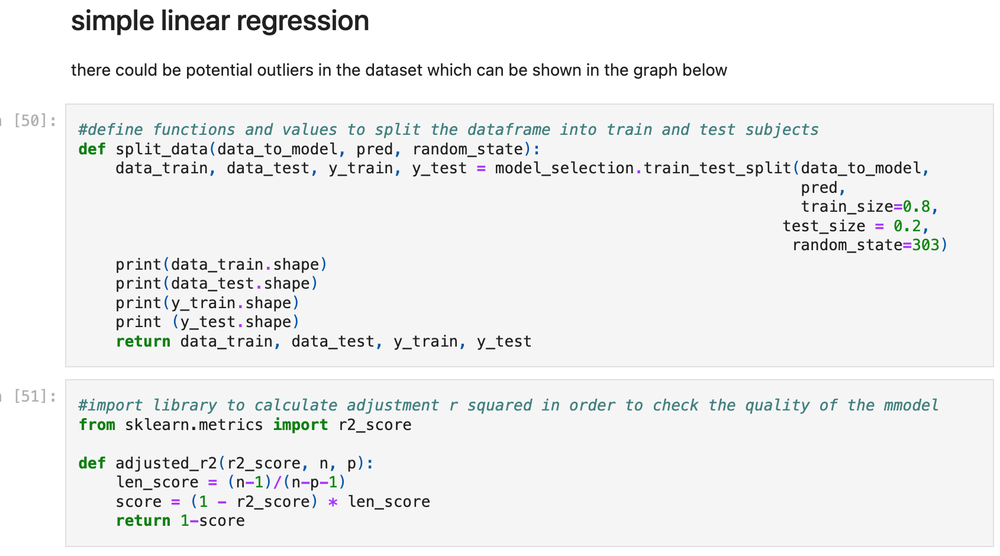 simple linear regression
there could be potential outliers in the dataset which can be shown in the graph below
[50]:
#define functions and values to split the dataframe into train and test subjects
def split_data(data_to_model, pred, random_state):
data_train, data_test, y_train, y_test = model_selection.train_test_split(data_to_model,
pred,
train_size=0.8,
test_size = 0.2,
random_state=303)
print(data_train.shape)
print(data_test.shape)
print(y_train.shape)
print (y_test.shape)
return data_train, data_test, y_train, y_test
[51]:
#import library to calculate adjustment r squared in order to check the quality of the mmodel
from sklearn.metrics import r2_score
def adjusted_r2(r2_score, n, p):
len_score = (n-1)/(n-p-1)
score = (1 - r2_score) * len_score
return 1-score